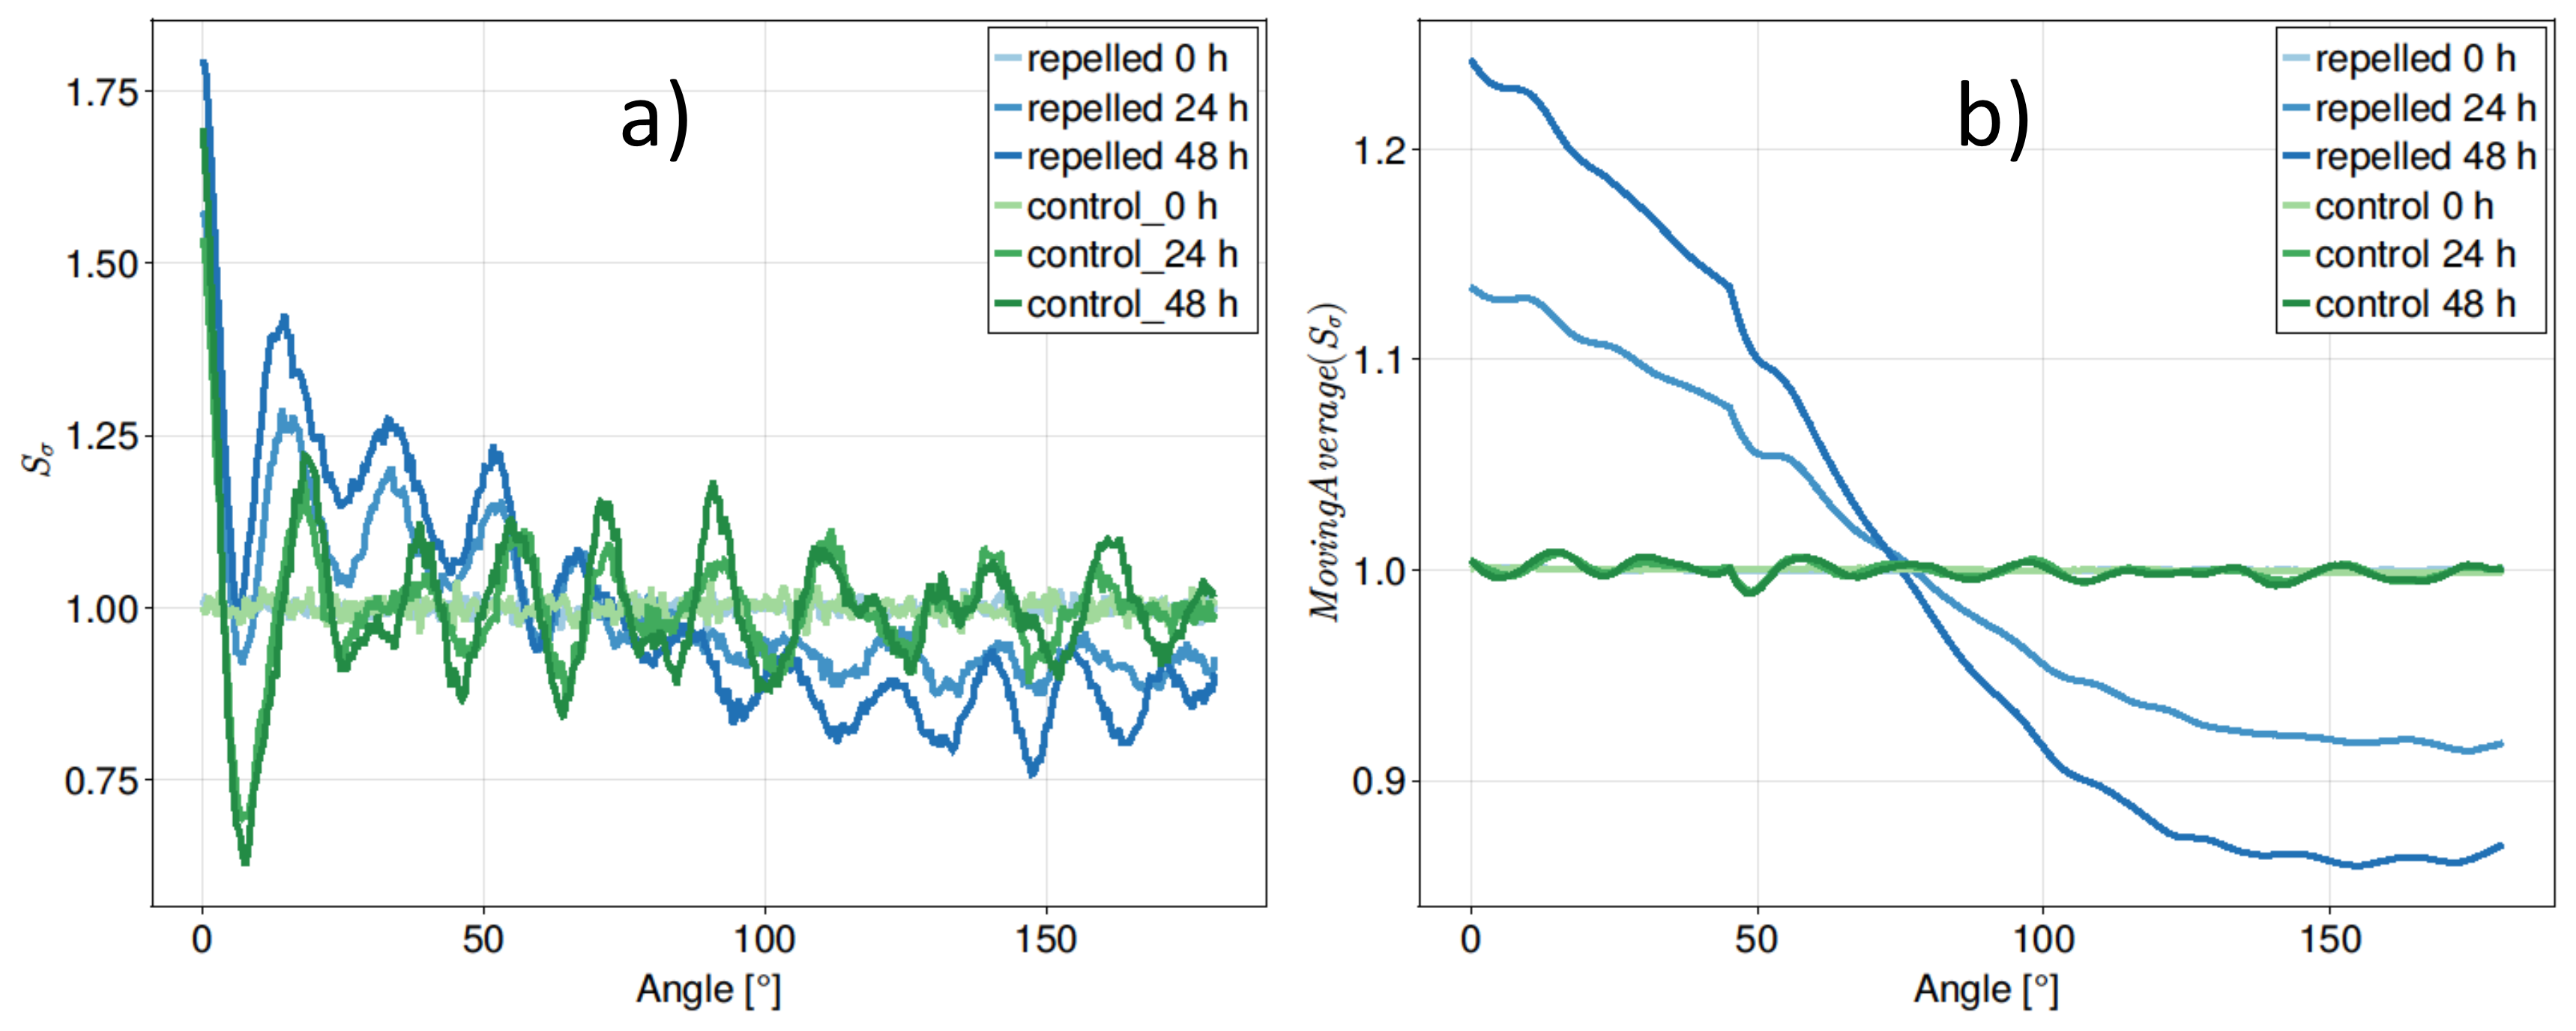 a)
repelled 0 h
repelled 24 h
repelled 48 h
control_0 h
control_24 h
control_48 h
1.75
1.50
1.25
1.00
0.75
Sσ
0 50 100 150
Angle [°]
b)
repelled 0 h
repelled 24 h
repelled 48 h
control 0 h
control 24 h
control 48 h
1.2
1.1
1.0
0.9
MovingAverage(Sσ)
0 50 100 150
Angle [°]